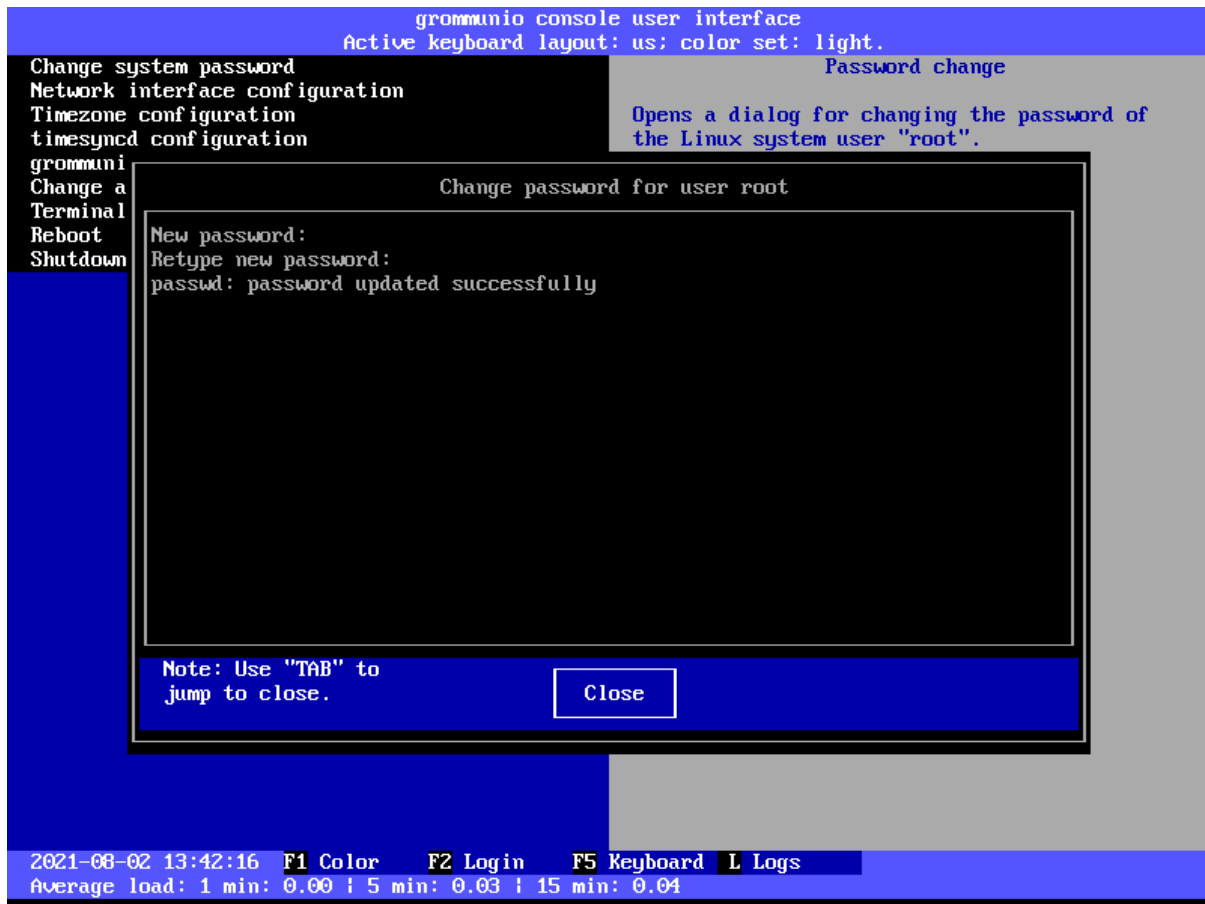 grommunio console user interface
Active keyboard layout: us; color set: light.
Change system password
Network interface configuration
Timezone configuration
timesyncd configuration
grommuni
Change a
Terminal
Reboot
Shutdown
Password change
Opens a dialog for changing the password of
the Linux system user "root".
Change password for user root
New password:
Retype new password:
passwd: password updated successfully
Note: Use "TAB" to
jump to close.
Close
2021-08-02 13:42:16 F1 Color F2 Login F5 Keyboard L Logs
Average load: 1 min: 0.00 | 5 min: 0.03 | 15 min: 0.04